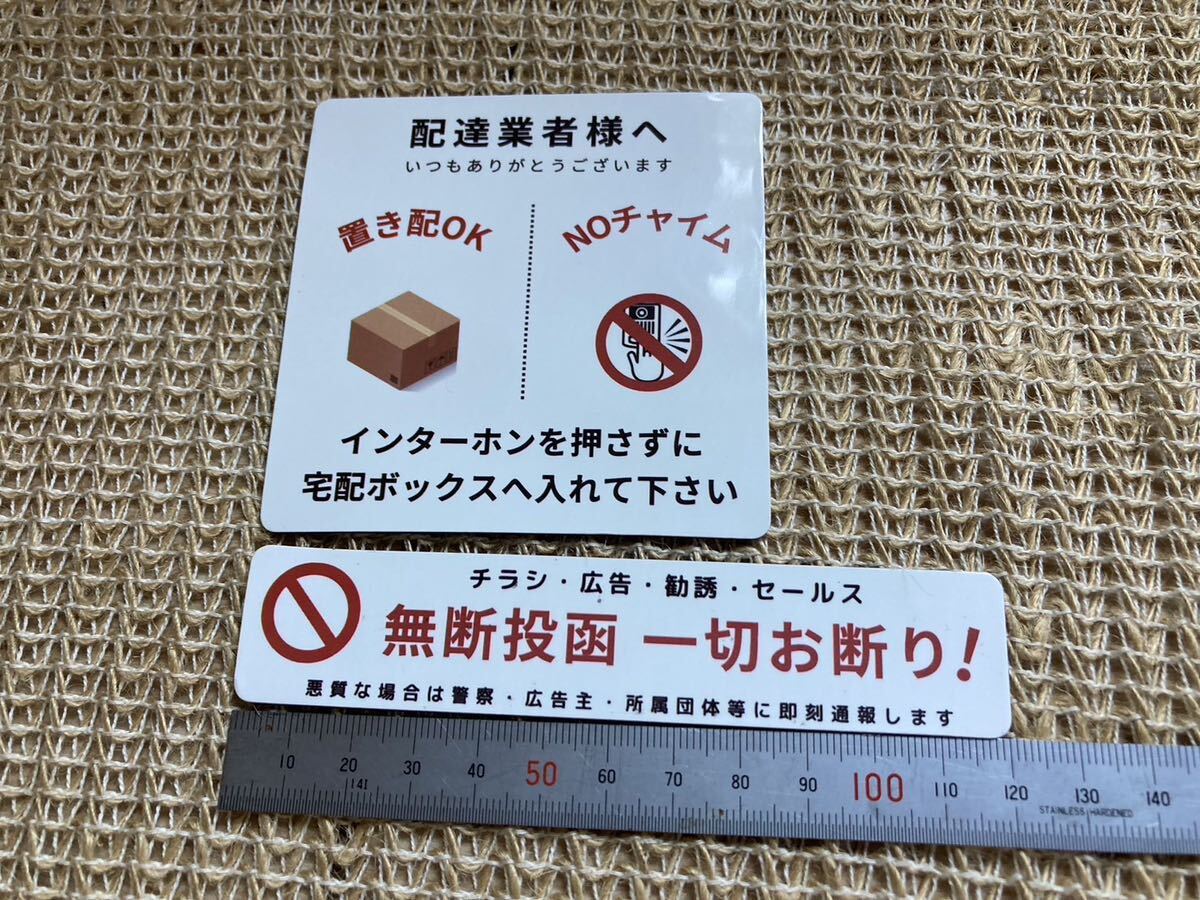 配達業者様へ
いつもありがとうございます
置き配OK
NOチャイム
インターホンを押さずに
宅配ボックスへ入れて下さい
チラシ・広告・勧誘・セールス
無断投函 一切お断り!
悪質な場合は警察・広告主・所属団体等に即刻通報します
10 20 30 40 50 60 70 80 90 100 110 120 130 140
141
STAINLESS HARDENED